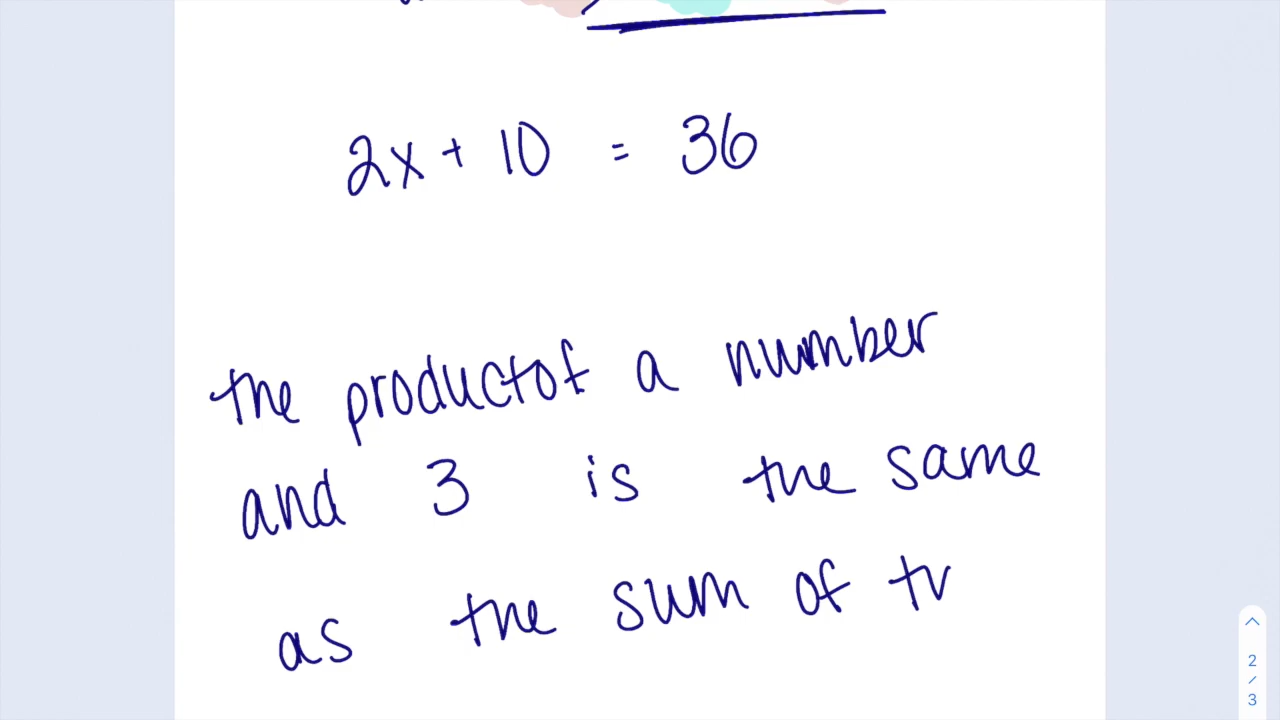 2x + 10 = 36
the productof a number
and 3 is the same
as the sum of
2
/
3